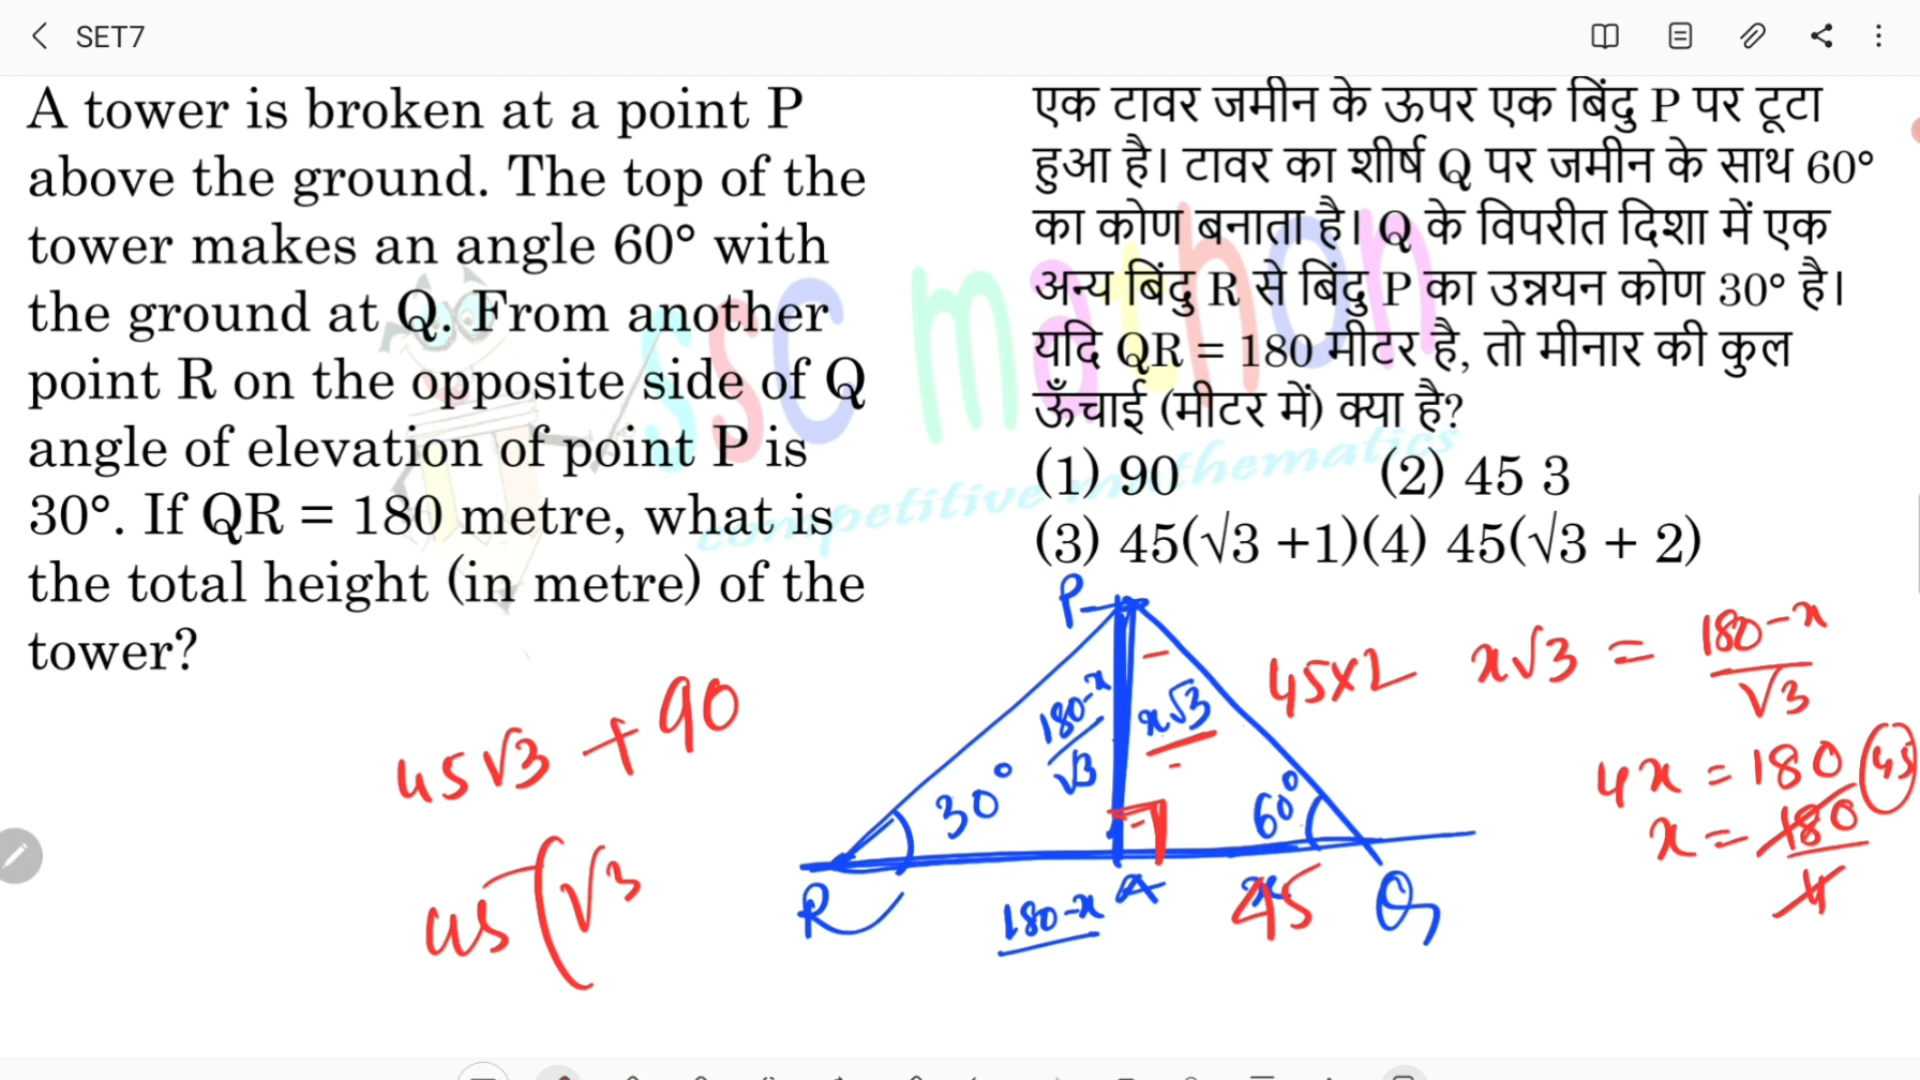 SET7
A tower is broken at a point P
above the ground. The top of the
tower makes an angle 60° with
the ground at Q. From another
point R on the opposite side of Q
angle of elevation of point P is
30°. If QR = 180 metre, what is
the total height (in metre) of the
tower?
एक टावर जमीन के ऊपर एक बिंदु P पर टूटा
हुआ है। टावर का शीर्ष Q पर जमीन के साथ 60°
का कोण बनाता है। Q के विपरीत दिशा में एक
अन्य बिंदु R से बिंदु P का उन्नयन कोण 30° है।
यदि QR = 180 मीटर है, तो मीनार की कुल
ऊँचाई (मीटर में) क्या है?
(1) 90 (2) 45 3
(3) 45(√3 +1)(4) 45(√3 + 2)
ssc mathon
competitive mathematics
45√3 + 90
45(√3
P
180-x
√3
x√3
30°
60°
R
180-x
A
45
Q
45×2
x√3 = 180-x
√3
4x = 180
45
x = 180
4